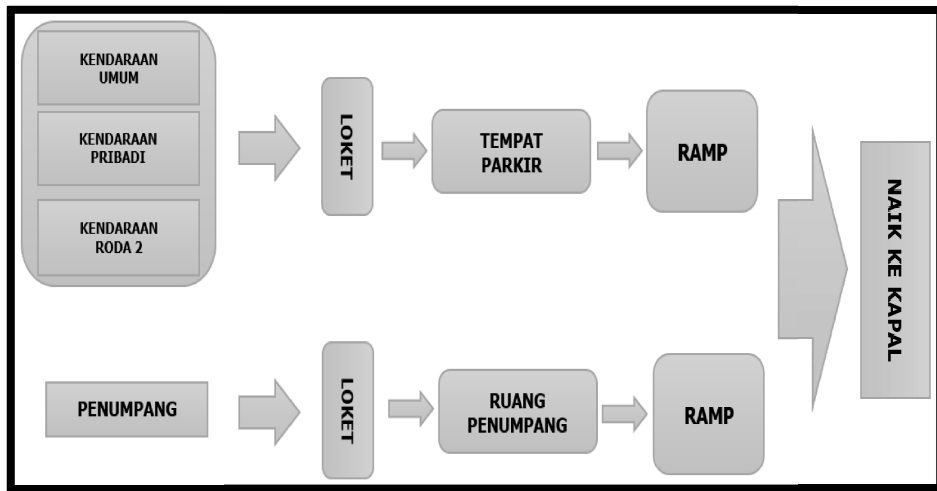 KENDARAAN
UMUM
KENDARAAN
PRIBADI
KENDARAAN
RODA 2
LOKET
TEMPAT
PARKIR
RAMP
NAIK KE KAPAL
PENUMPANG
LOKET
RUANG
PENUMPANG
RAMP